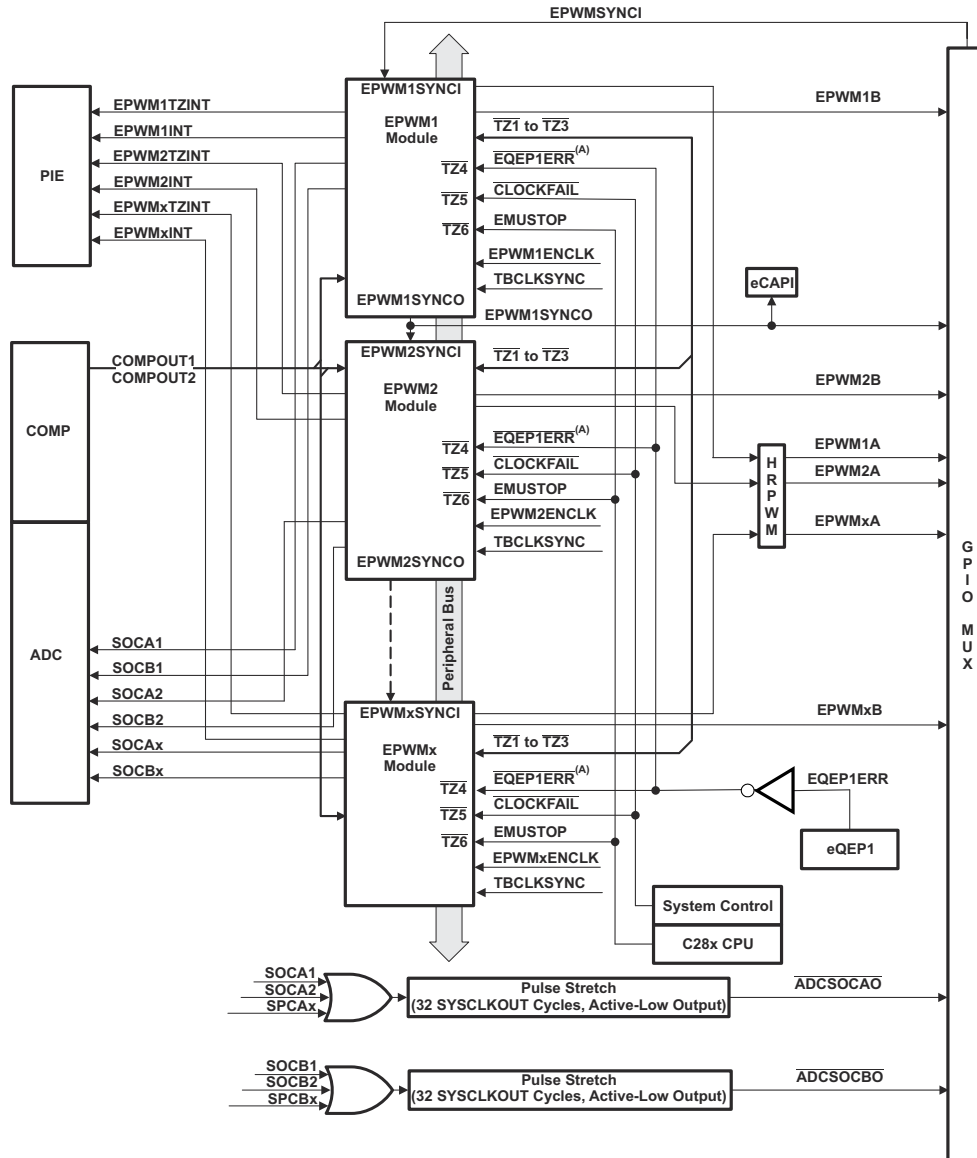 EPWMSYNCI
EPWM1SYNCI
EPWM1
Module
EPWM1B
EPWM1TZINT
EPWM1INT
EPWM2TZINT
EPWM2INT
EPWMxTZINT
EPWMxINT
PIE
TZ1 to TZ3
TZ4
EQEP1ERR(A)
TZ5
CLOCKFAIL
TZ6
EMUSTOP
EPWM1ENCLK
TBCLKSYNC
EPWM1SYNCO
eCAPI
EPWM1SYNCO
COMPOUT1
COMPOUT2
COMP
EPWM2SYNCI
EPWM2
Module
TZ1 to TZ3
EPWM2B
TZ4
EQEP1ERR(A)
TZ5
CLOCKFAIL
TZ6
EMUSTOP
EPWM2ENCLK
TBCLKSYNC
EPWM2SYNCO
HRPWM
EPWM1A
EPWM2A
EPWMxA
GPIO MUX
Peripheral Bus
ADC
SOCA1
SOCB1
SOCA2
SOCB2
SOCAx
SOCBx
EPWMxSYNCI
EPWMx
Module
EPWMxB
TZ1 to TZ3
TZ4
EQEP1ERR(A)
TZ5
CLOCKFAIL
TZ6
EMUSTOP
EPWMxENCLK
TBCLKSYNC
EQEP1ERR
eQEP1
System Control
C28x CPU
SOCA1
SOCA2
SPCAx
Pulse Stretch
(32 SYSCLKOUT Cycles, Active-Low Output)
ADCSOCAO
SOCB1
SOCB2
SPCBx
Pulse Stretch
(32 SYSCLKOUT Cycles, Active-Low Output)
ADCSOCBO